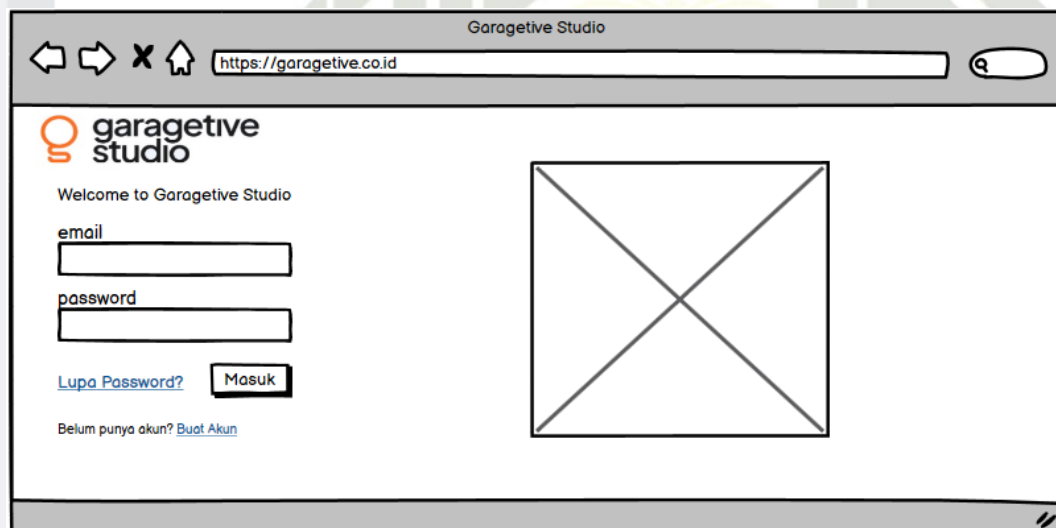 Garagetive Studio
https://garagetive.co.id
garagetive
studio
Welcome to Garagetive Studio
email
password
Lupa Password?
Masuk
Belum punya akun? Buat Akun